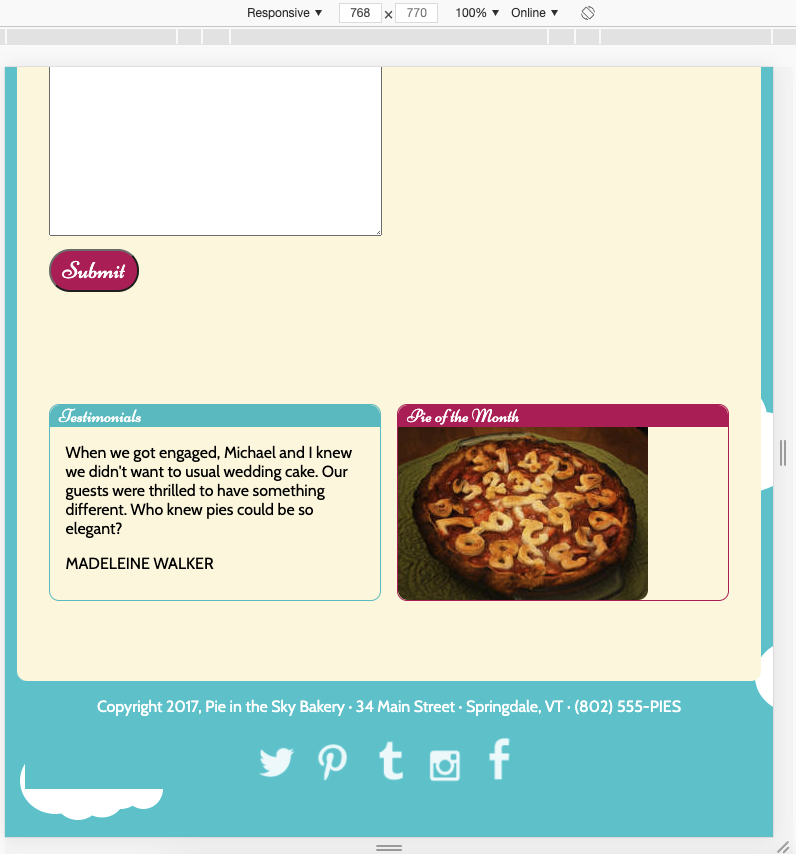 Responsive ▼ 768 x 770 100% ▼ Online ▼
Submit
Testimonials
Pie of the Month
When we got engaged, Michael and I knew
we didn't want to usual wedding cake. Our
guests were thrilled to have something
different. Who knew pies could be so
elegant?
MADELEINE WALKER
Copyright 2017, Pie in the Sky Bakery · 34 Main Street · Springdale, VT · (802) 555-PIES